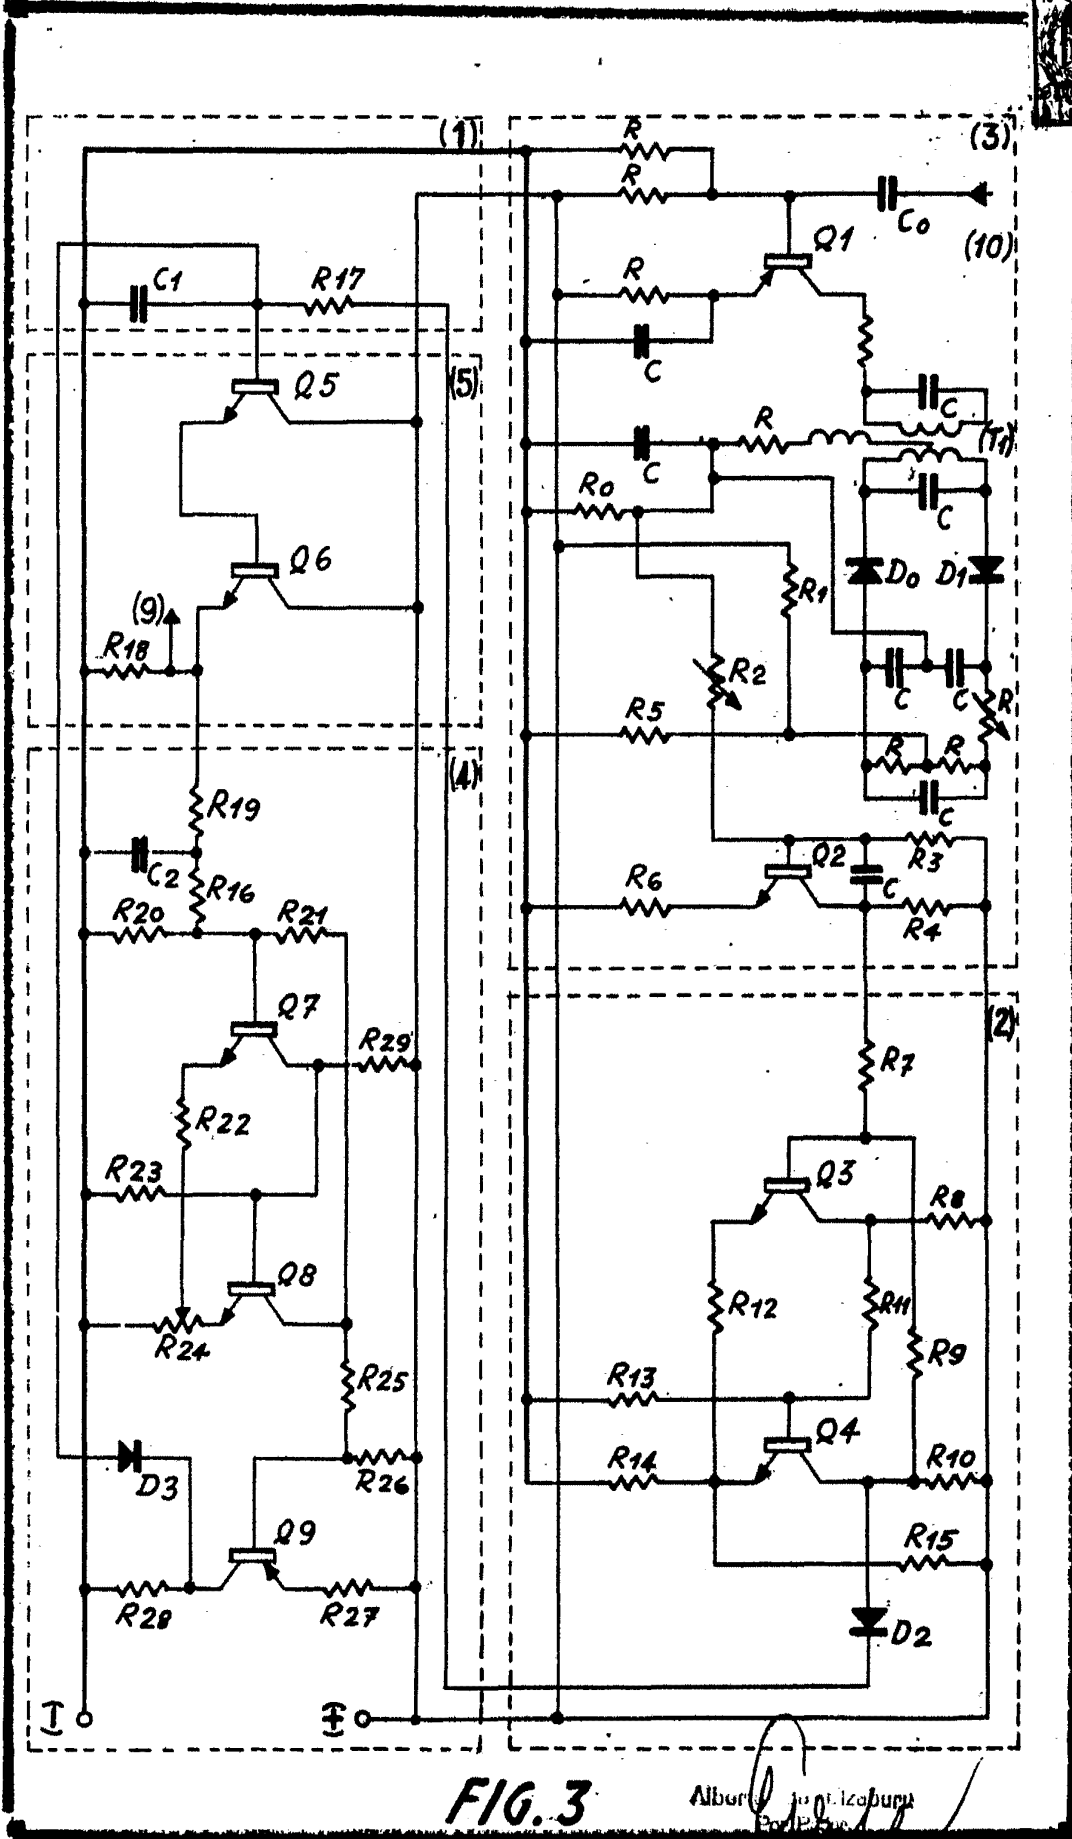 (1)
(3)
R
R
C0
Q1
(10)
C1
R17
R
C
Q5
(5)
C
R
(T1)
C
R0
C
Q6
D0
D1
(9)
R1
R18
R2
C
C
R
R5
R
R
(4)
R19
C
C2
R16
Q2
R3
R6
C
R20
R21
R4
Q7
(2)
R29
R7
R22
R23
Q3
R8
Q8
R12
R11
R24
R9
R25
R13
Q4
R14
R10
D3
R26
Q9
R15
R28
R27
D2
(-)
(+)
FIG. 3